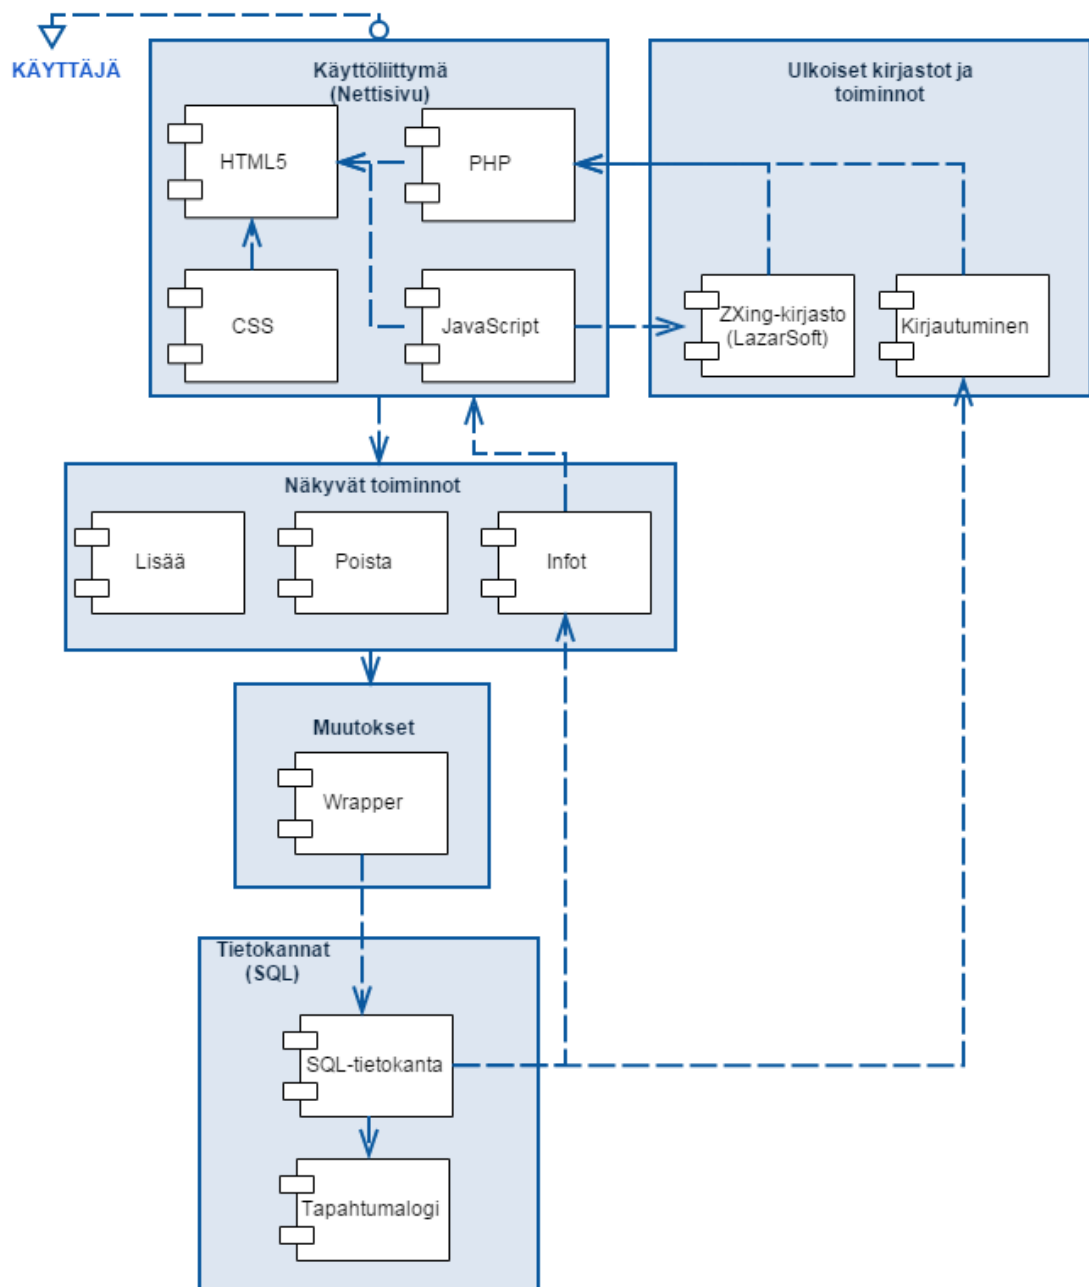 KÄYTTÄJÄ
Käyttöliittymä
(Nettisivu)
HTML5
PHP
CSS
JavaScript
Ulkoiset kirjastot ja
toiminnot
ZXing-kirjasto
(LazarSoft)
Kirjautuminen
Näkyvät toiminnot
Lisää
Poista
Infot
Muutokset
Wrapper
Tietokannat
(SQL)
SQL-tietokanta
Tapahtumalogi